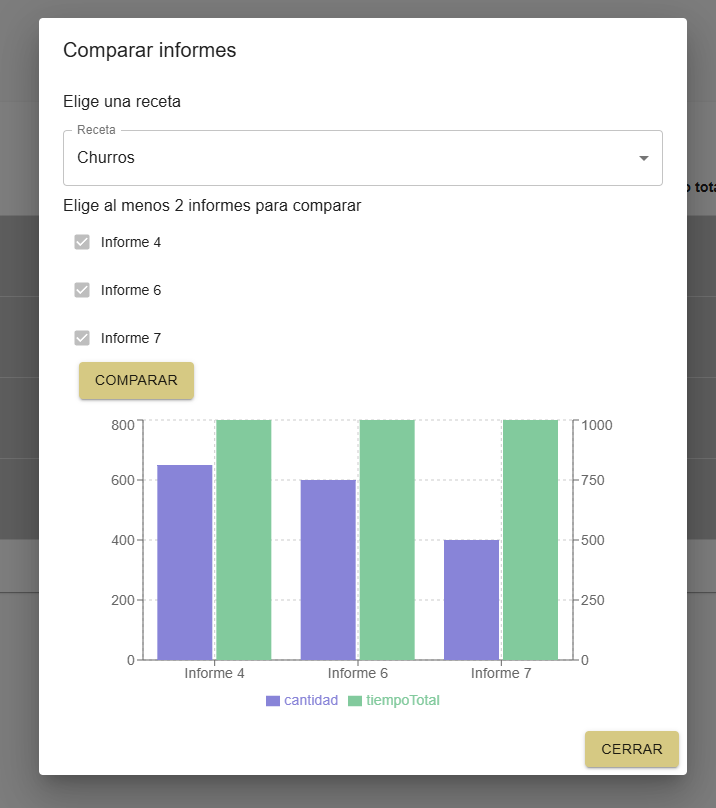 Comparar informes
Elige una receta
Receta
Churros
Elige al menos 2 informes para comparar
Informe 4
Informe 6
Informe 7
COMPARAR
800
600
400
200
0
1000
750
500
250
0
Informe 4
Informe 6
Informe 7
cantidad
tiempoTotal
CERRAR